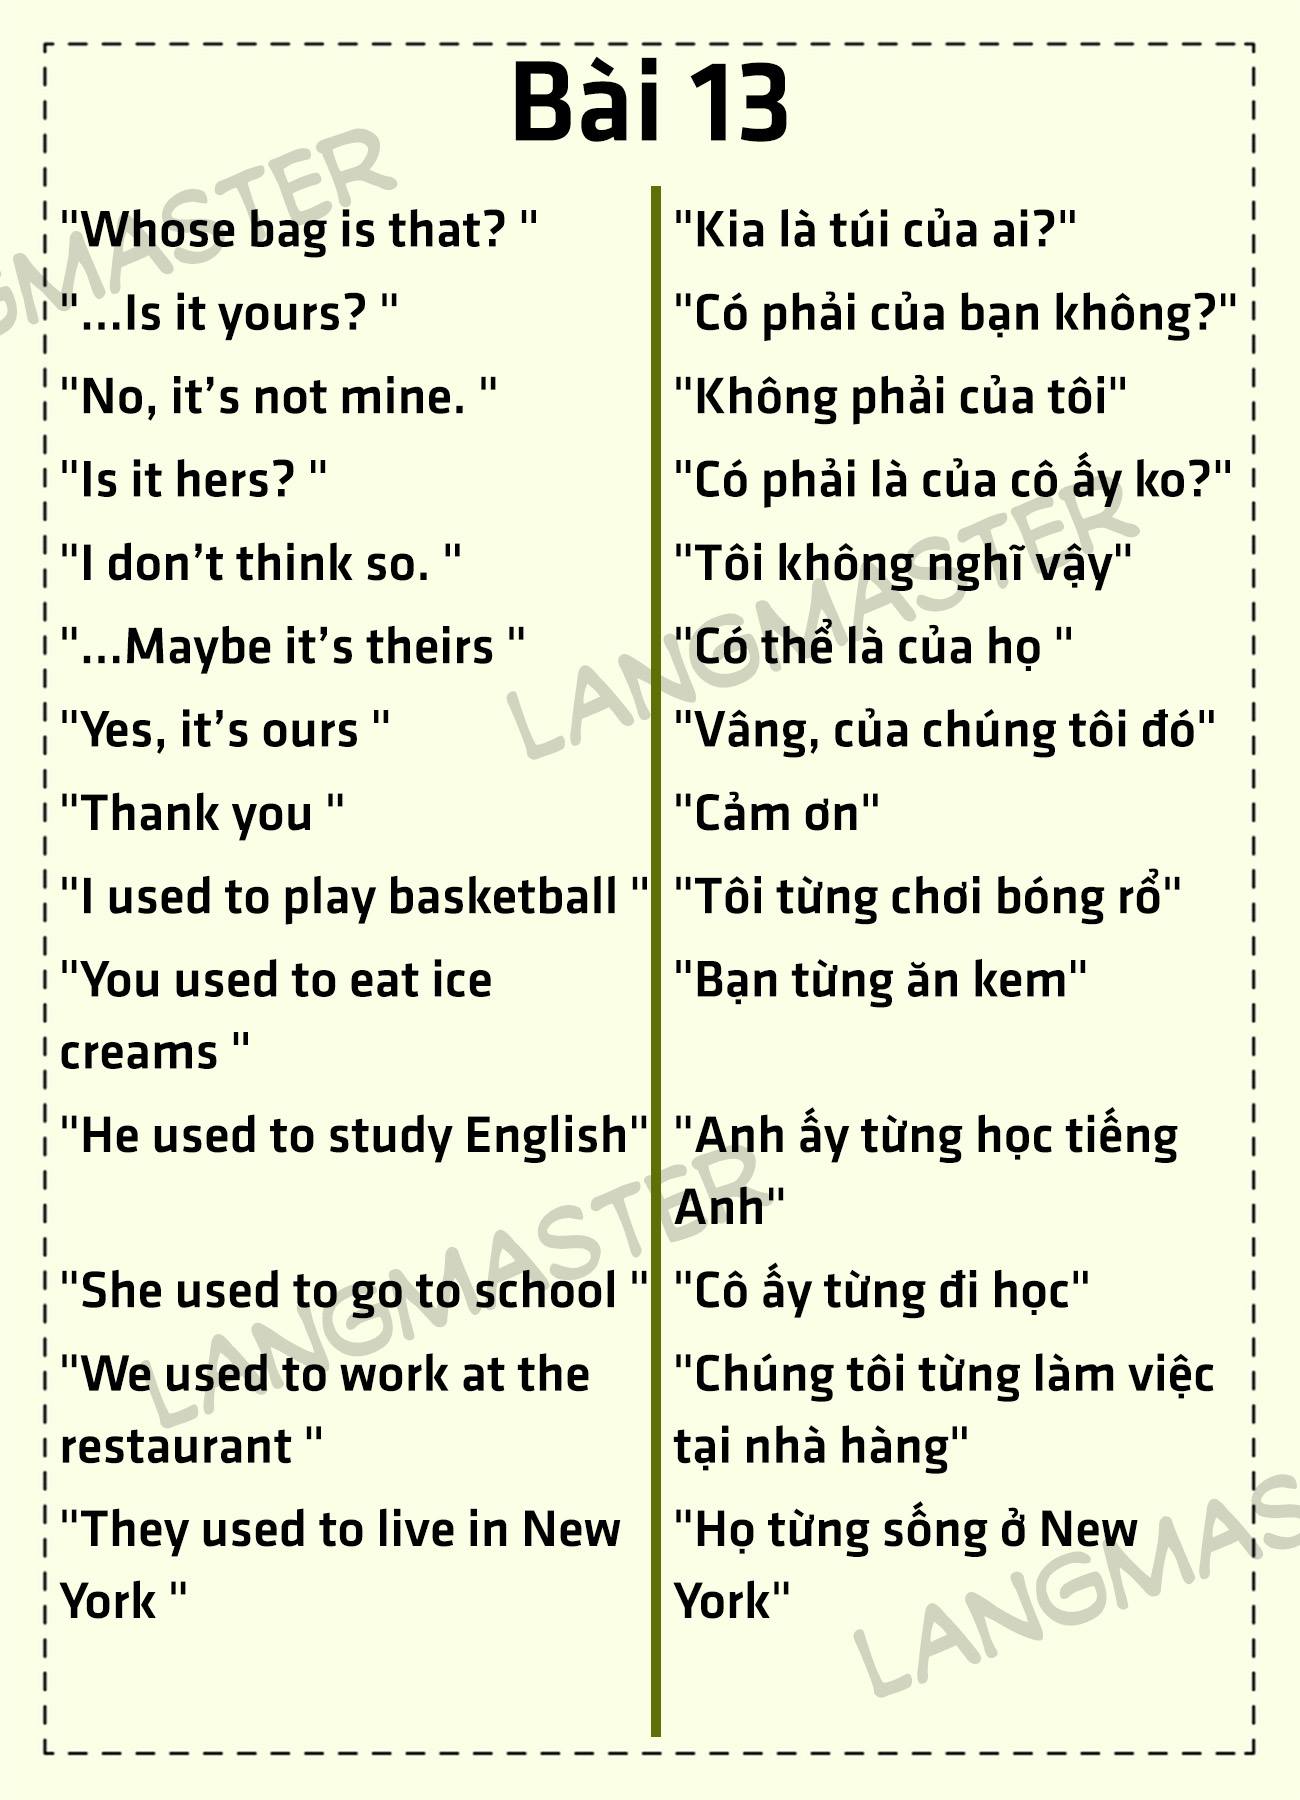 Bài 13
"Whose bag is that? "
"...Is it yours? "
"No, it’s not mine. "
"Is it hers? "
"I don’t think so. "
"...Maybe it’s theirs "
"Yes, it’s ours "
"Thank you "
"I used to play basketball "
"You used to eat ice
creams "
"He used to study English"
"She used to go to school "
"We used to work at the
restaurant "
"They used to live in New
York "
"Kia là túi của ai?"
"Có phải của bạn không?"
"Không phải của tôi"
"Có phải là của cô ấy ko?"
"Tôi không nghĩ vậy"
"Có thể là của họ "
"Vâng, của chúng tôi đó"
"Cảm ơn"
"Tôi từng chơi bóng rổ"
"Bạn từng ăn kem"
"Anh ấy từng học tiếng
Anh"
"Cô ấy từng đi học"
"Chúng tôi từng làm việc
tại nhà hàng"
"Họ từng sống ở New
York"
GMASTER
LANGMASTER
LANGMASTER
LANGMAS